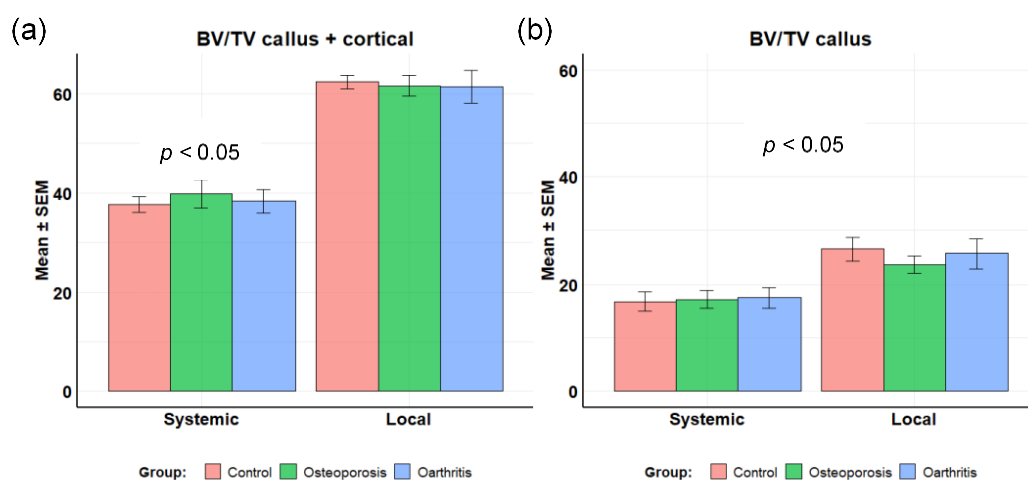 (a)
BV/TV callus + cortical
Mean ± SEM
60
40
20
0
p < 0.05
Systemic
Local
Group: Control Osteoporosis Oarthritis
(b)
BV/TV callus
Mean ± SEM
60
40
20
0
p < 0.05
Systemic
Local
Group: Control Osteoporosis Oarthritis